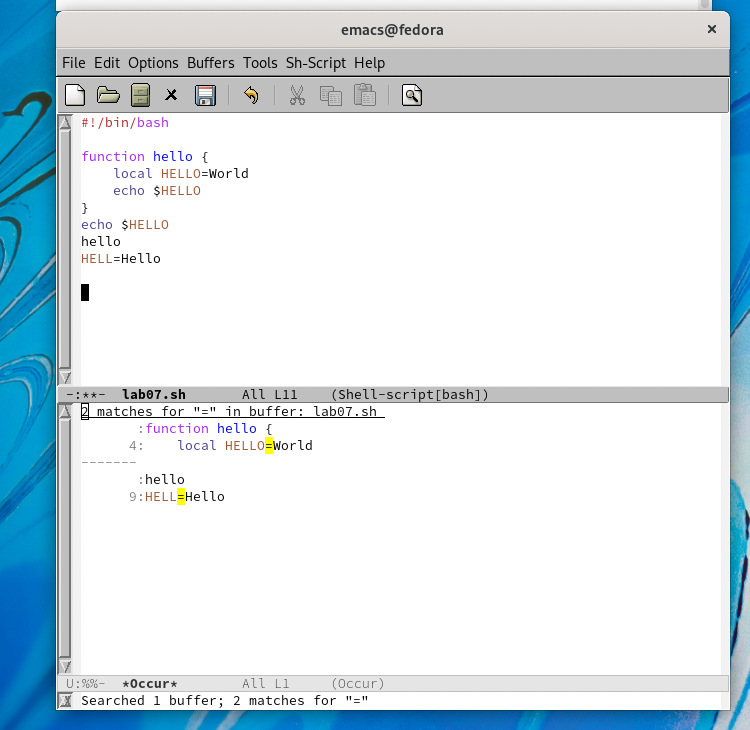 emacs@fedora ×
File Edit Options Buffers Tools Sh-Script Help
#!/bin/bash
function hello {
    local HELLO=World
    echo $HELLO
}
echo $HELLO
hello
HELL=Hello
-:**-  lab07.sh       All L11    (Shell-script[bash])
2 matches for "=" in buffer: lab07.sh
       :function hello {
      4:    local HELLO=World
-------
       :hello
      9:HELL=Hello
U:%%-  *Occur*        All L1     (Occur)
Searched 1 buffer; 2 matches for "="